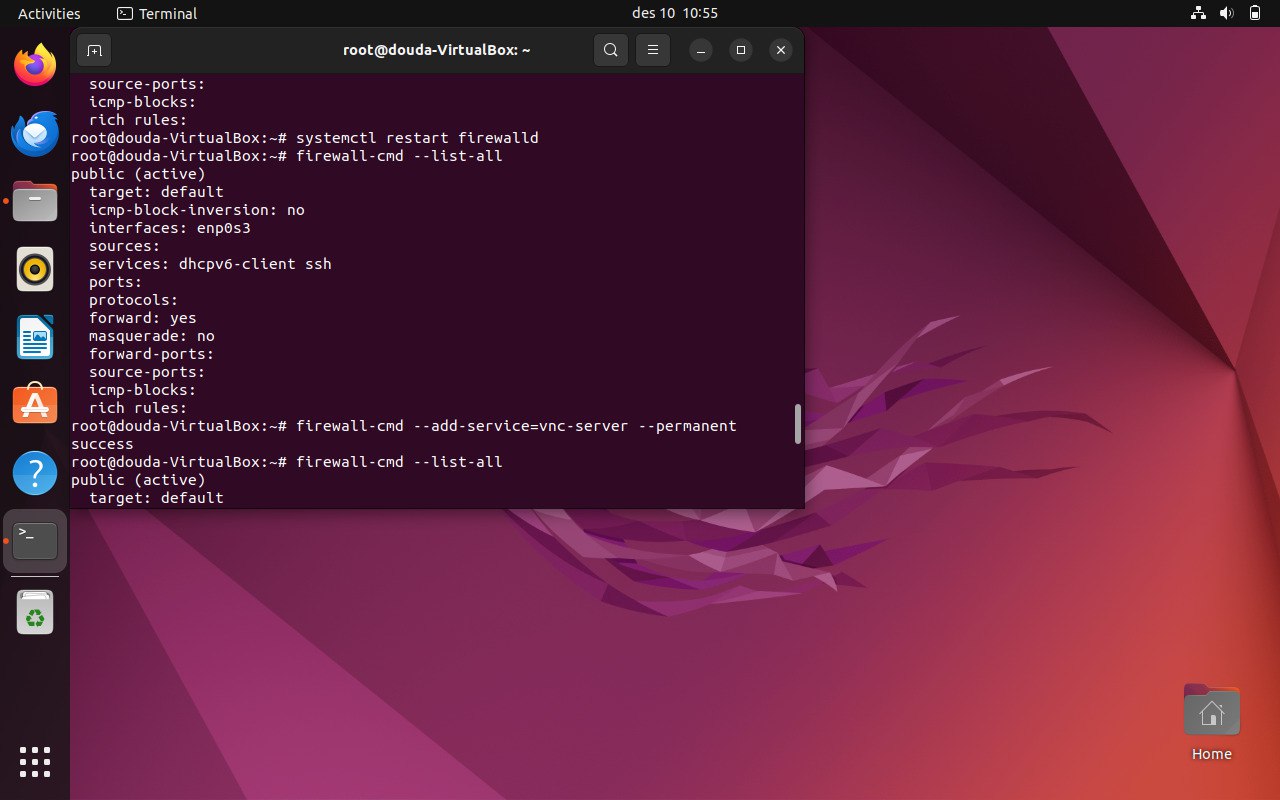 Activities
Terminal
des 10 10:55
root@douda-VirtualBox: ~
source-ports:
icmp-blocks:
rich rules:
root@douda-VirtualBox:~# systemctl restart firewalld
root@douda-VirtualBox:~# firewall-cmd --list-all
public (active)
target: default
icmp-block-inversion: no
interfaces: enp0s3
sources:
services: dhcpv6-client ssh
ports:
protocols:
forward: yes
masquerade: no
forward-ports:
source-ports:
icmp-blocks:
rich rules:
root@douda-VirtualBox:~# firewall-cmd --add-service=vnc-server --permanent
success
root@douda-VirtualBox:~# firewall-cmd --list-all
public (active)
target: default
Home